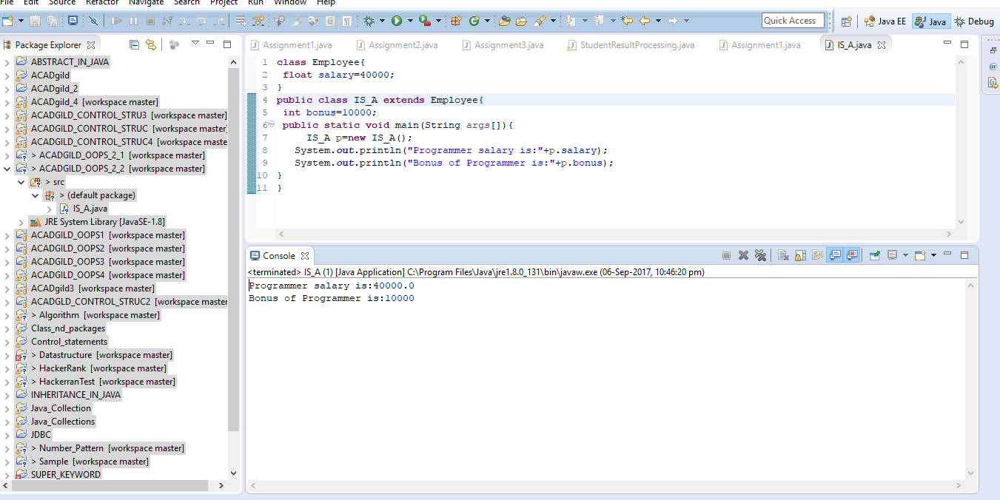 File Edit Source Refactor Navigate Search Project Run Window Help
Quick Access
Java EE
Java
Debug
Package Explorer
ABSTRACT_IN_JAVA
ACADgild
ACADgild_2
ACADgild_4 [workspace master]
ACADGILD_CONTROL_STRU3 [workspace master]
ACADGILD_CONTROL_STRUC [workspace master]
ACADGILD_CONTROL_STRUC4 [workspace maste
> ACADGILD_OOPS_2_1 [workspace master]
> ACADGILD_OOPS_2_2 [workspace master]
> src
> (default package)
IS_A.java
JRE System Library [JavaSE-1.8]
ACADGILD_OOPS1 [workspace master]
ACADGILD_OOPS2 [workspace master]
ACADGILD_OOPS3 [workspace master]
ACADGILD_OOPS4 [workspace master]
ACADgild3 [workspace master]
ACADGLD_CONTROL_STRUC2 [workspace master
> Algorithm [workspace master]
Class_nd_packages
Control_statements
> Datastructure [workspace master]
> HackerRank [workspace master]
> HackerranTest [workspace master]
INHERITANCE_IN_JAVA
Java_Collection
Java_Collections
JDBC
> Number_Pattern [workspace master]
> Sample [workspace master]
SUPER_KEYWORD
Assignment1.java
Assignment2.java
Assignment3.java
StudentResultProcessing.java
Assignment1.java
IS_A.java
1 class Employee{
2 float salary=40000;
3 }
4 public class IS_A extends Employee{
5 int bonus=10000;
6 public static void main(String args[]){
7 IS_A p=new IS_A();
8 System.out.println("Programmer salary is:"+p.salary);
9 System.out.println("Bonus of Programmer is:"+p.bonus);
10 }
11 }
Console
<terminated> IS_A (1) [Java Application] C:\Program Files\Java\jre1.8.0_131\bin\javaw.exe (06-Sep-2017, 10:46:20 pm)
Programmer salary is:40000.0
Bonus of Programmer is:10000